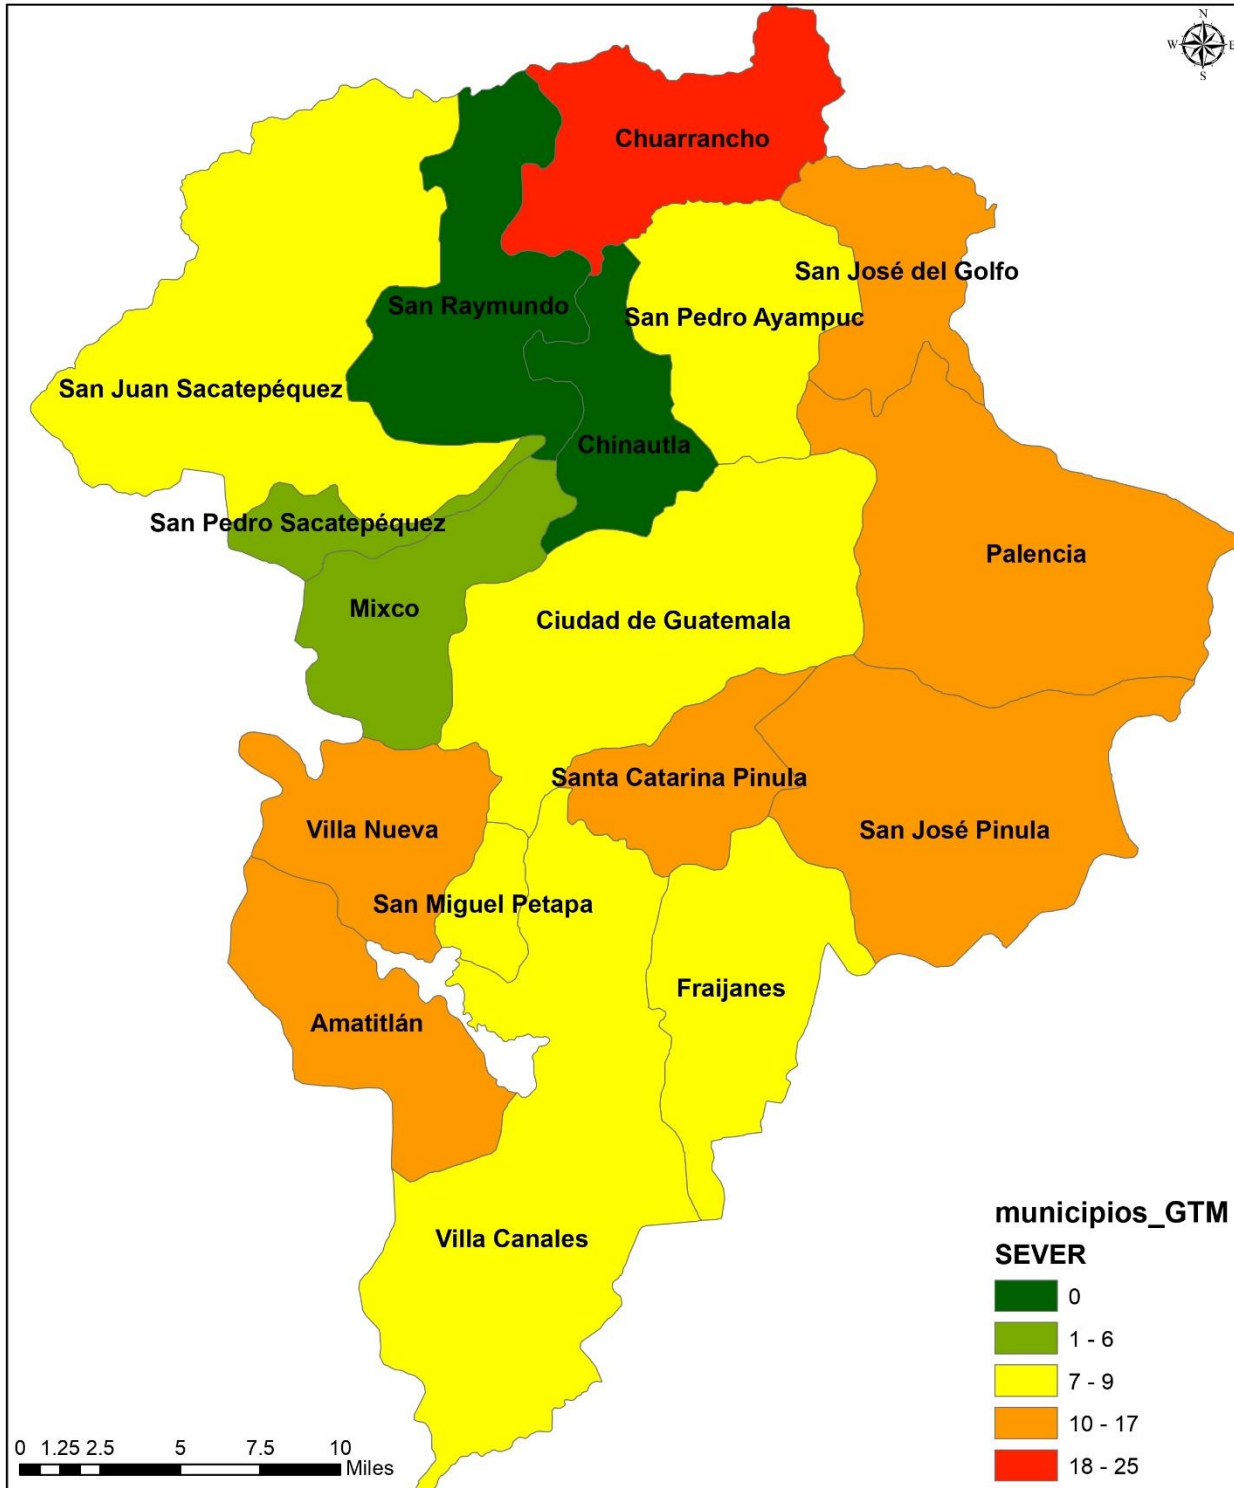 N
W E
S
Chuarrancho
San José del Golfo
San Raymundo
San Pedro Ayampuc
San Juan Sacatepéquez
Chinautla
San Pedro Sacatepéquez
Palencia
Mixco
Ciudad de Guatemala
Santa Catarina Pinula
Villa Nueva
San José Pinula
San Miguel Petapa
Fraijanes
Amatitlán
Villa Canales
municipios_GTM
SEVER
0
1 - 6
7 - 9
10 - 17
18 - 25
0 1.25 2.5 5 7.5 10
Miles